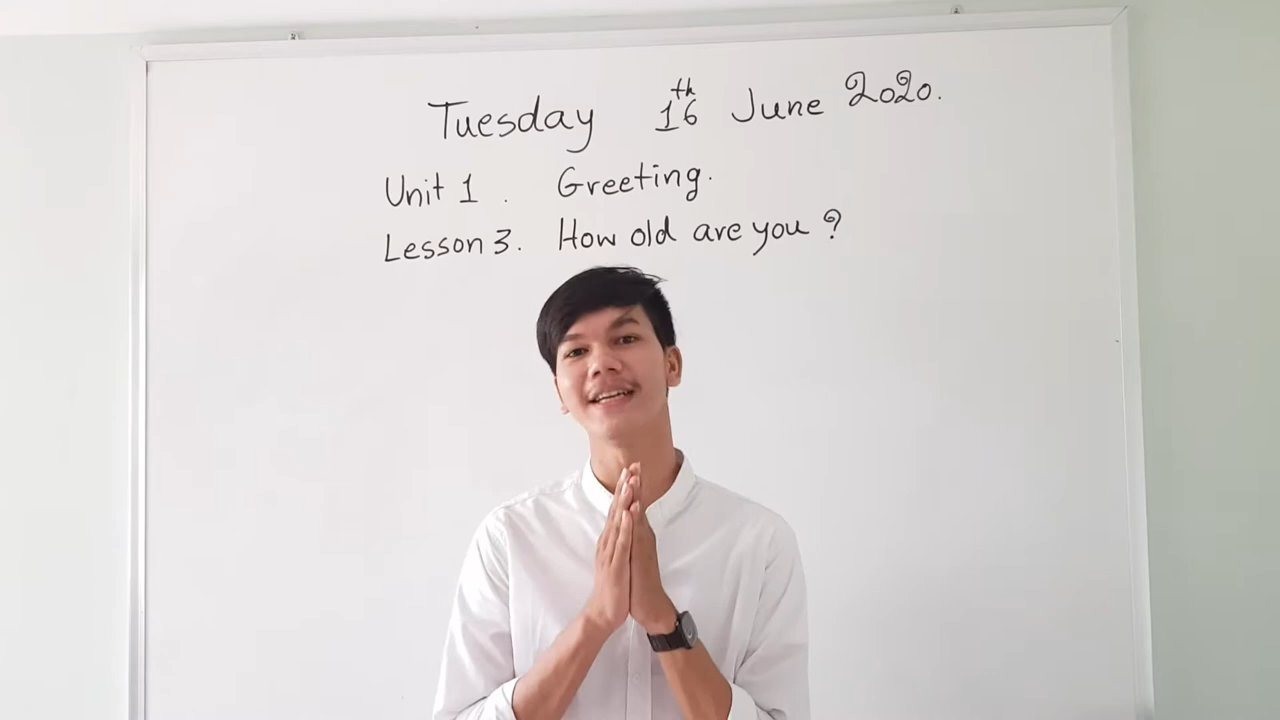 Tuesday 16th June 2020.
Unit 1. Greeting.
Lesson 3. How old are you?